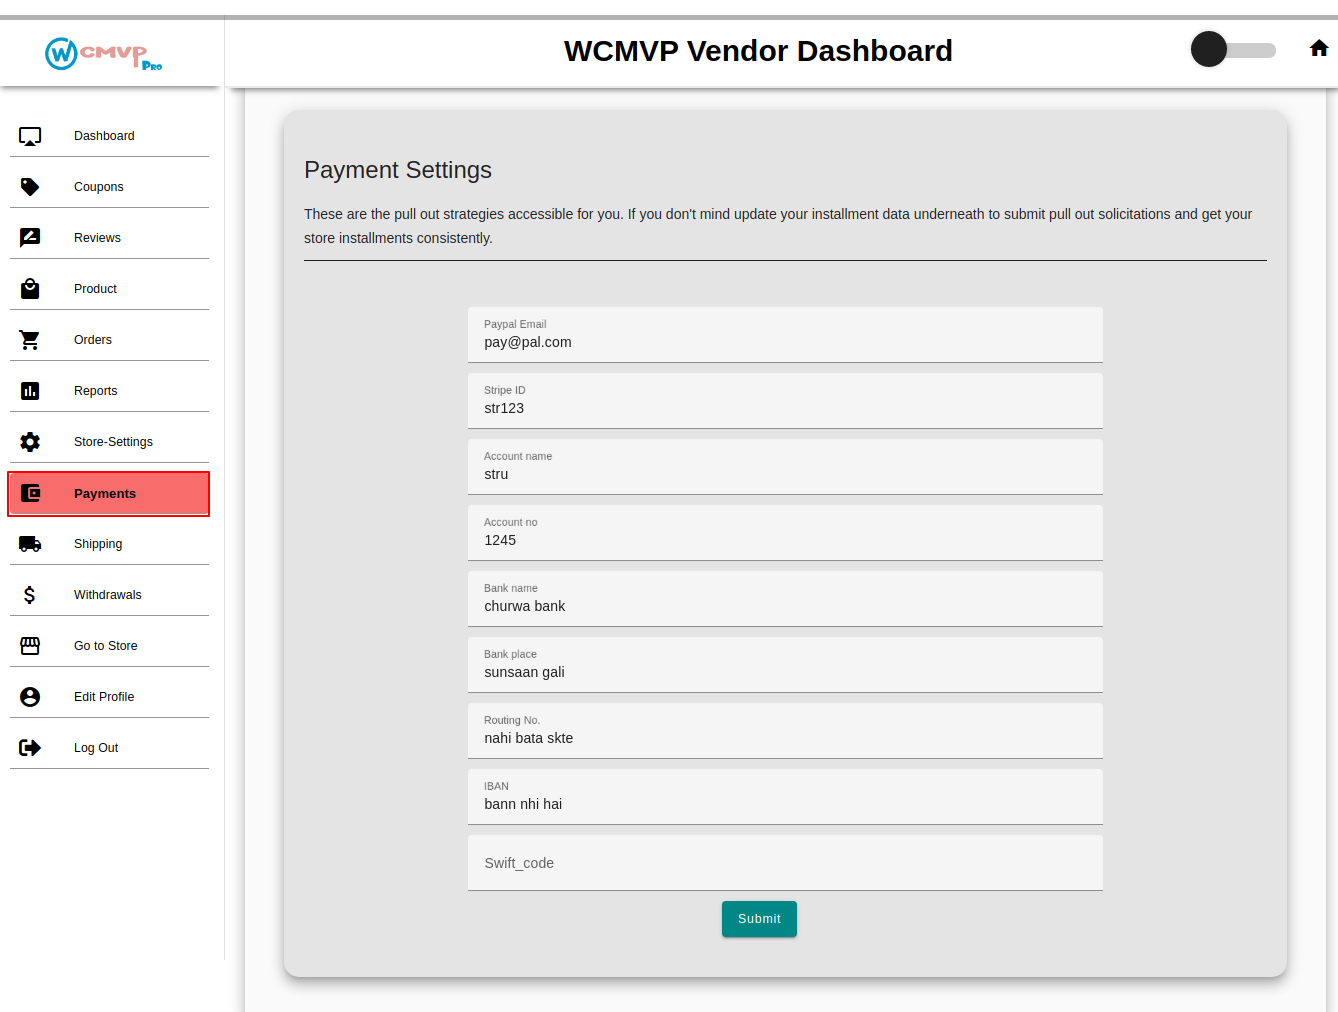 WCMVP Pro
WCMVP Vendor Dashboard
Dashboard
Coupons
Reviews
Product
Orders
Reports
Store-Settings
Payments
Shipping
Withdrawals
Go to Store
Edit Profile
Log Out
Payment Settings
These are the pull out strategies accessible for you. If you don't mind update your installment data underneath to submit pull out solicitations and get your
store installments consistently.
Paypal Email
pay@pal.com
Stripe ID
str123
Account name
stru
Account no
1245
Bank name
churwa bank
Bank place
sunsaan gali
Routing No.
nahi bata skte
IBAN
bann nhi hai
Swift_code
Submit